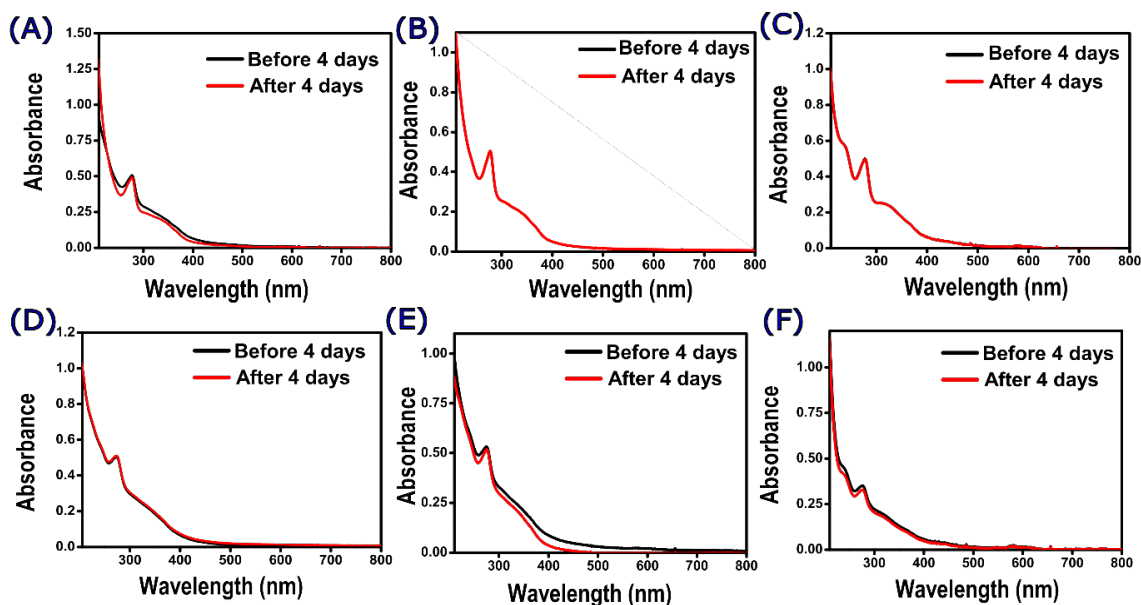 (A)
1.50
1.25
1.00
0.75
0.50
0.25
0.00
Absorbance
Before 4 days
After 4 days
300 400 500 600 700 800
Wavelength (nm)
(B)
1.0
0.8
0.6
0.4
0.2
0.0
Absorbance
Before 4 days
After 4 days
300 400 500 600 700 800
Wavelength (nm)
(C)
1.2
1.0
0.8
0.6
0.4
0.2
0.0
Absorbance
Before 4 days
After 4 days
300 400 500 600 700 800
Wavelength (nm)
(D)
1.2
1.0
0.8
0.6
0.4
0.2
0.0
Absorbance
Before 4 days
After 4 days
300 400 500 600 700 800
Wavelength (nm)
(E)
1.00
0.75
0.50
0.25
0.00
Absorbance
Before 4 days
After 4 days
300 400 500 600 700 800
Wavelength (nm)
(F)
1.00
0.75
0.50
0.25
0.00
Absorbance
Before 4 days
After 4 days
300 400 500 600 700 800
Wavelength (nm)